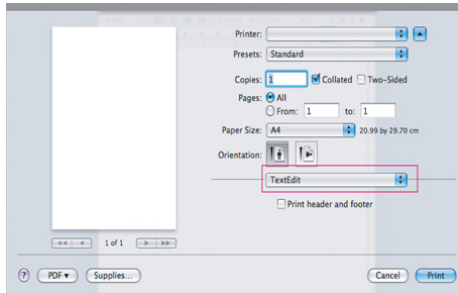 Printer:
Presets: Standard
Copies: 1 Collated Two-Sided
Pages: All
From: 1 to: 1
Paper Size: A4 20.99 by 29.70 cm
Orientation:
TextEdit
Print header and footer
1 of 1
? PDF Supplies... Cancel Print